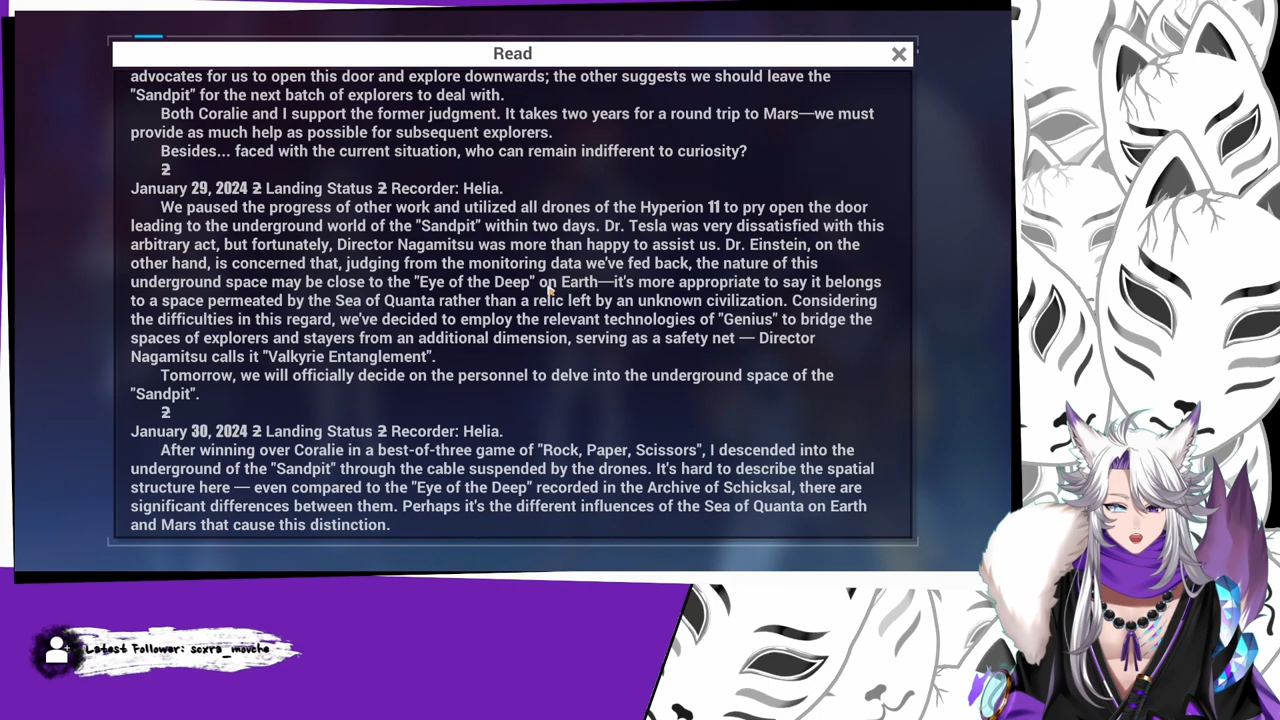 Read
advocates for us to open this door and explore downwards; the other suggests we should leave the
"Sandpit" for the next batch of explorers to deal with.
Both Coralie and I support the former judgment. It takes two years for a round trip to Mars—we must
provide as much help as possible for subsequent explorers.
Besides... faced with the current situation, who can remain indifferent to curiosity?
2
January 29, 2024 2 Landing Status 2 Recorder: Helia.
We paused the progress of other work and utilized all drones of the Hyperion 11 to pry open the door
leading to the underground world of the "Sandpit" within two days. Dr. Tesla was very dissatisfied with this
arbitrary act, but fortunately, Director Nagamitsu was more than happy to assist us. Dr. Einstein, on the
other hand, is concerned that, judging from the monitoring data we've fed back, the nature of this
underground space may be close to the "Eye of the Deep" on Earth—it's more appropriate to say it belongs
to a space permeated by the Sea of Quanta rather than a relic left by an unknown civilization. Considering
the difficulties in this regard, we've decided to employ the relevant technologies of "Genius" to bridge the
spaces of explorers and stayers from an additional dimension, serving as a safety net — Director
Nagamitsu calls it "Valkyrie Entanglement".
Tomorrow, we will officially decide on the personnel to delve into the underground space of the
"Sandpit".
2
January 30, 2024 2 Landing Status 2 Recorder: Helia.
After winning over Coralie in a best-of-three game of "Rock, Paper, Scissors", I descended into the
underground of the "Sandpit" through the cable suspended by the drones. It's hard to describe the spatial
structure here — even compared to the "Eye of the Deep" recorded in the Archive of Schicksal, there are
significant differences between them. Perhaps it's the different influences of the Sea of Quanta on Earth
and Mars that cause this distinction.
Latest Follower: scxra_movche